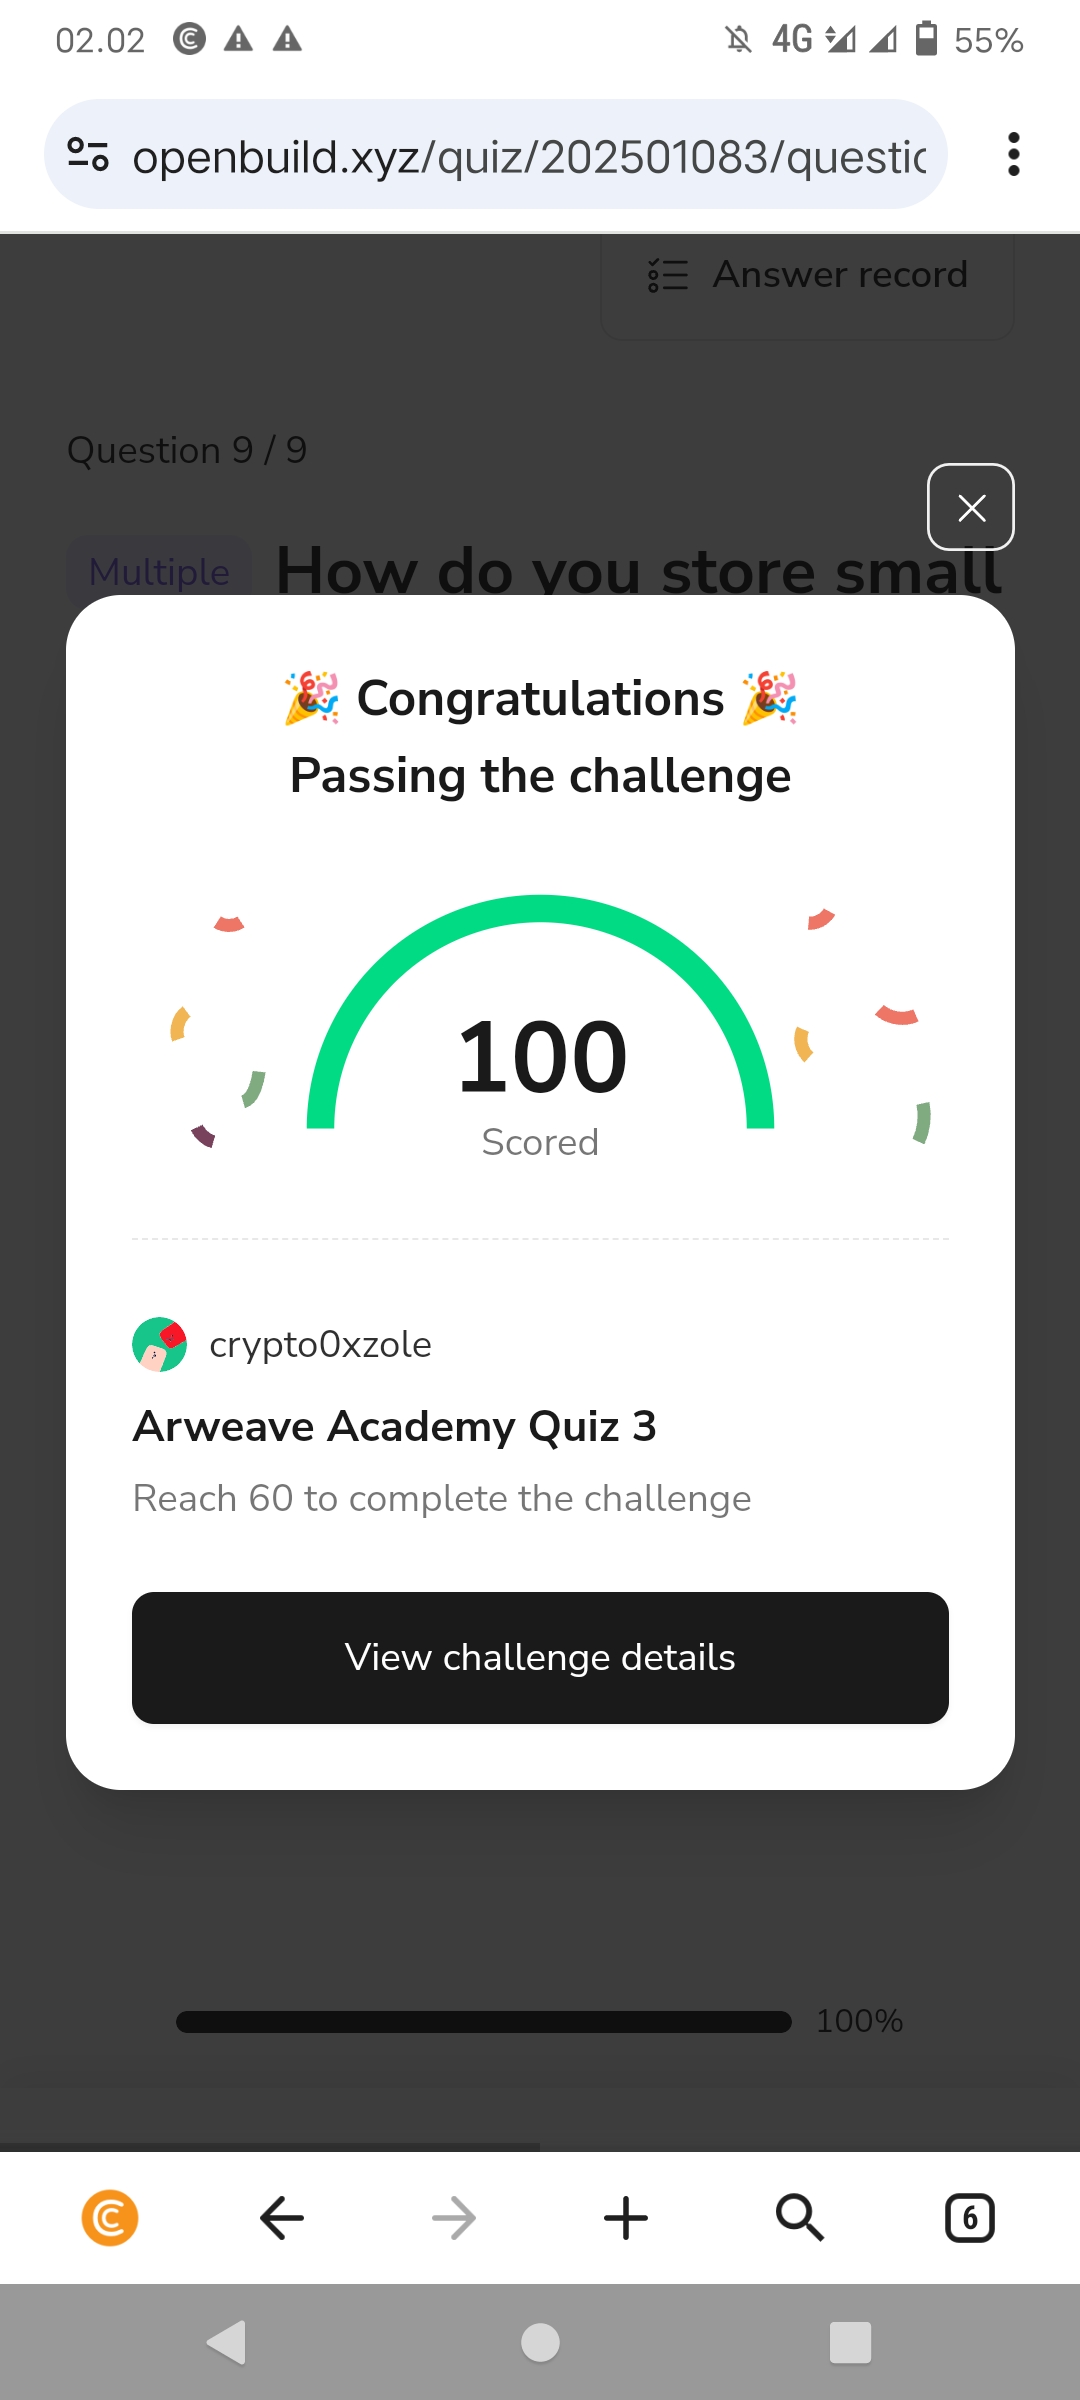 02.02
4G
55%
openbuild.xyz/quiz/202501083/questic
Answer record
Question 9 / 9
Multiple
How do you store small
🎉 Congratulations 🎉
Passing the challenge
100
Scored
crypto0xzole
Arweave Academy Quiz 3
Reach 60 to complete the challenge
View challenge details
100%
6